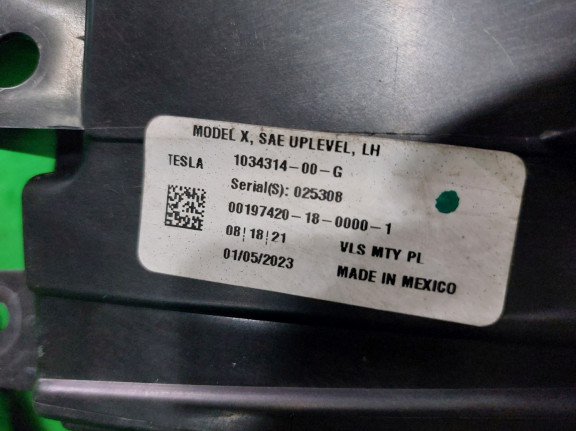 MODEL X, SAE UPLEVEL, LH
TESLA 1034314-00-G
Serial(S): 025308
00197420-18-0000-1
08|18|21 VLS MTY PL
01/05/2023 MADE IN MEXICO